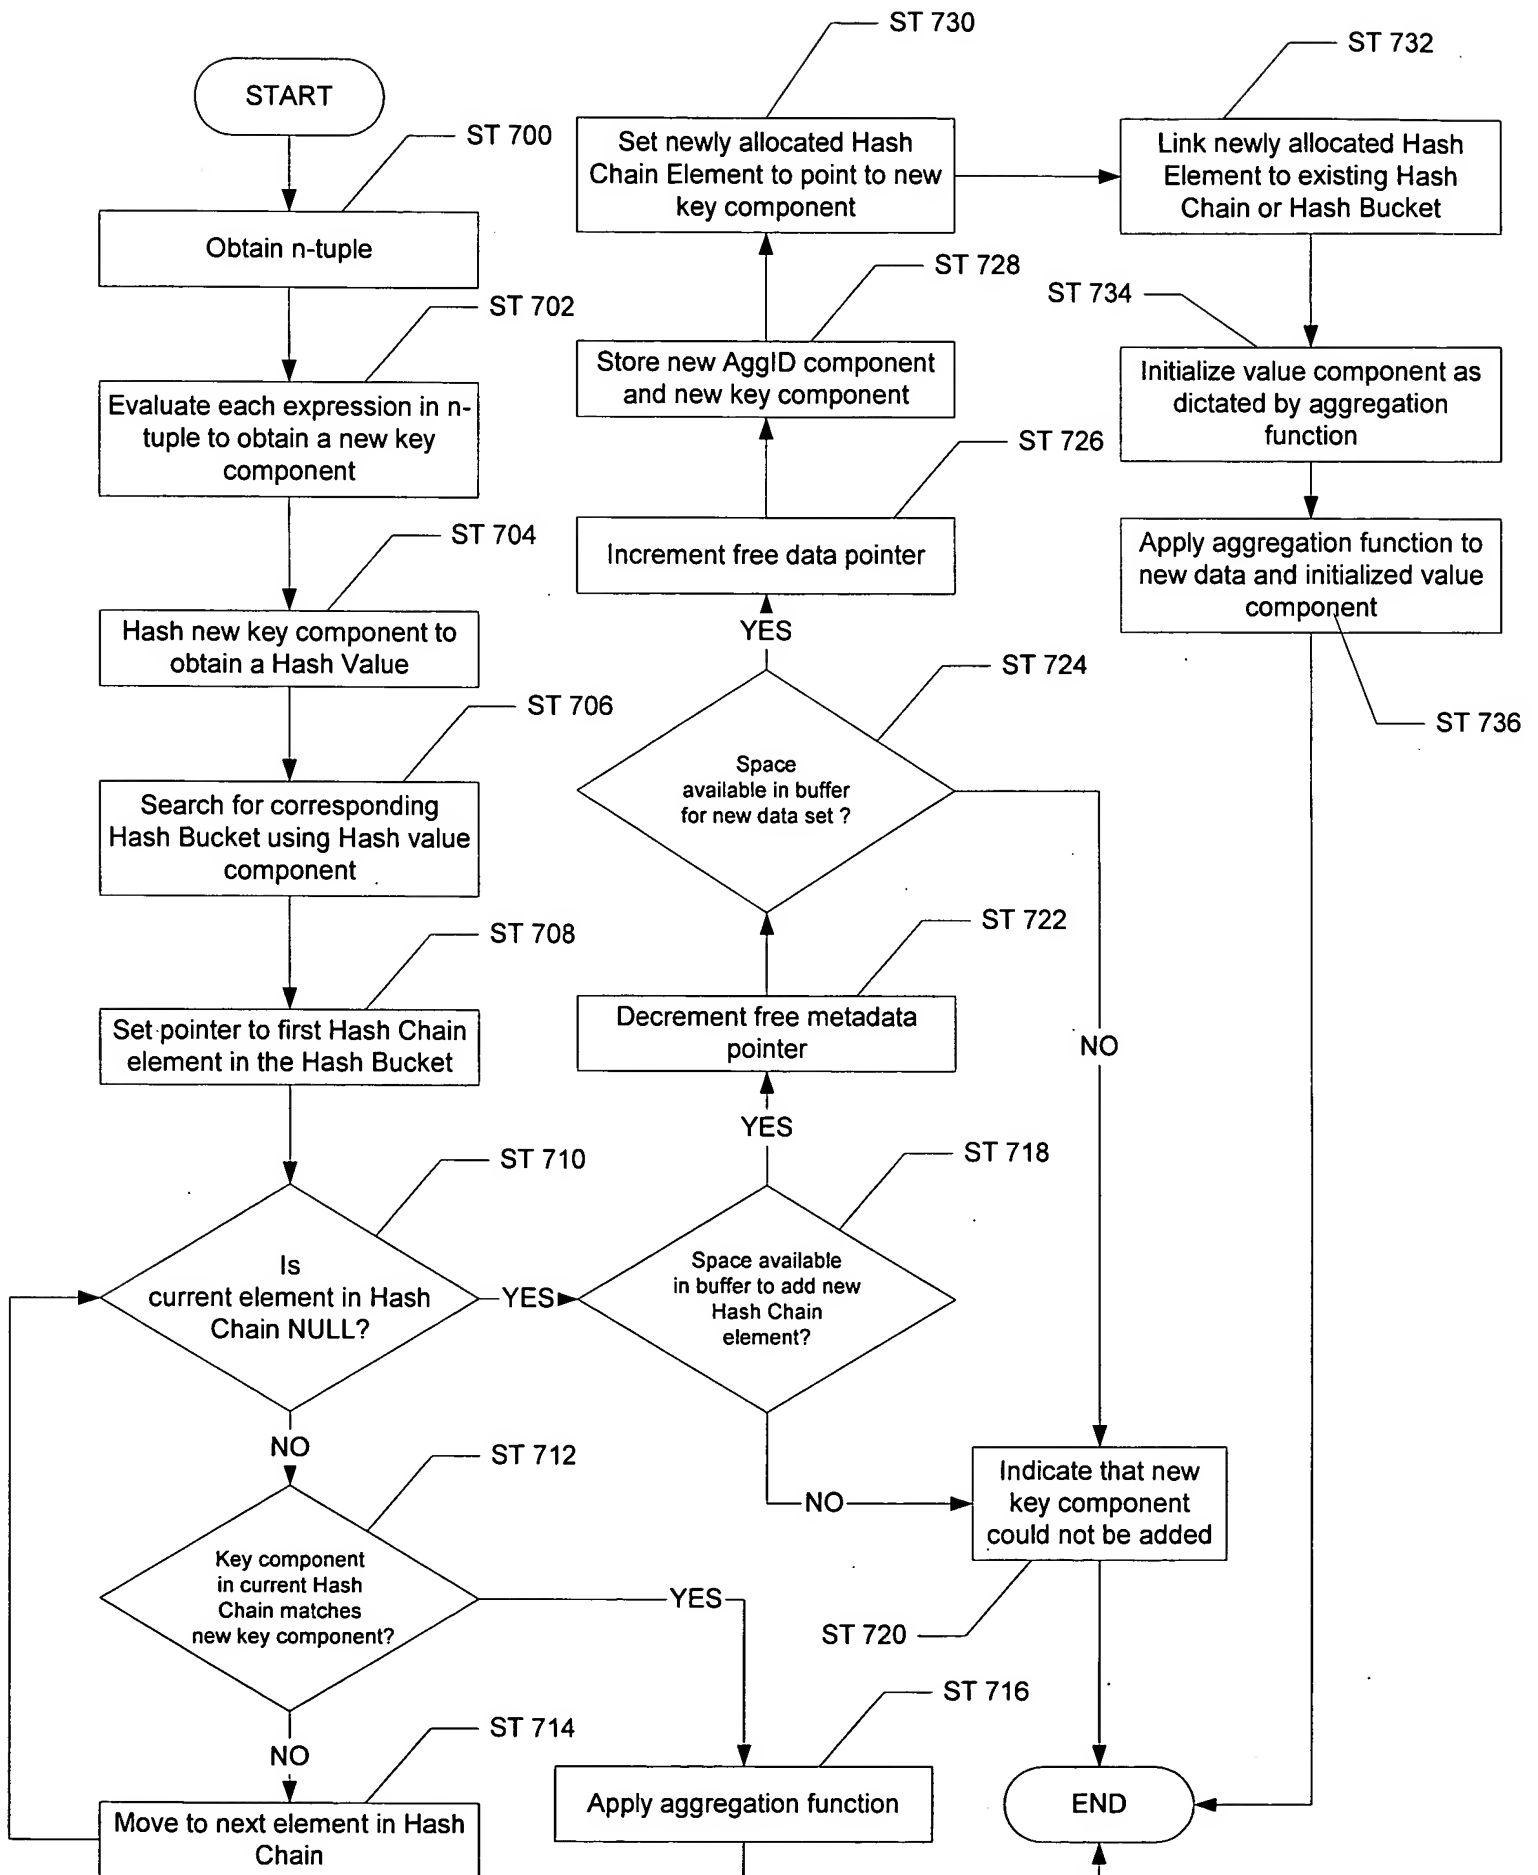 START
ST 700
Obtain n-tuple
ST 702
Evaluate each expression in n-
tuple to obtain a new key
component
ST 704
Hash new key component to
obtain a Hash Value
ST 706
Search for corresponding
Hash Bucket using Hash value
component
ST 708
Set pointer to first Hash Chain
element in the Hash Bucket
ST 710
Is
current element in Hash
Chain NULL?
YES
NO
ST 712
Key component
in current Hash
Chain matches
new key component?
YES
NO
ST 714
Move to next element in Hash
Chain
ST 716
Apply aggregation function
ST 718
Space available
in buffer to add new
Hash Chain
element?
YES
NO
ST 720
Indicate that new
key component
could not be added
ST 722
Decrement free metadata
pointer
ST 724
Space
available in buffer
for new data set ?
YES
NO
ST 726
Increment free data pointer
ST 728
Store new AggID component
and new key component
ST 730
Set newly allocated Hash
Chain Element to point to new
key component
ST 732
Link newly allocated Hash
Element to existing Hash
Chain or Hash Bucket
ST 734
Initialize value component as
dictated by aggregation
function
Apply aggregation function to
new data and initialized value
component
ST 736
END